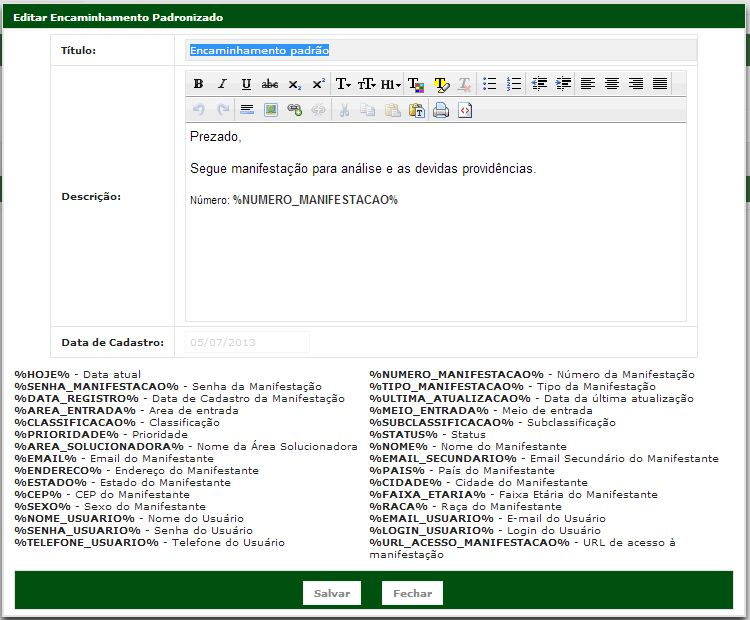 Editar Encaminhamento Padronizado
Título: Encaminhamento padrão
Descrição:
B I U abc X₂ X² T T H1 T T T
Prezado,
Segue manifestação para análise e as devidas providências.
Número: %NUMERO_MANIFESTACAO%
Data de Cadastro: 05/07/2013
%HOJE% - Data atual
%SENHA_MANIFESTACAO% - Senha da Manifestação
%DATA_REGISTRO% - Data de Cadastro da Manifestação
%AREA_ENTRADA% - Area de entrada
%CLASSIFICACAO% - Classificação
%PRIORIDADE% - Prioridade
%AREA_SOLUCIONADORA% - Nome da Área Solucionadora
%EMAIL% - Email do Manifestante
%ENDERECO% - Endereço do Manifestante
%ESTADO% - Estado do Manifestante
%CEP% - CEP do Manifestante
%SEXO% - Sexo do Manifestante
%NOME_USUARIO% - Nome do Usuário
%SENHA_USUARIO% - Senha do Usuário
%TELEFONE_USUARIO% - Telefone do Usuário
%NUMERO_MANIFESTACAO% - Número da Manifestação
%TIPO_MANIFESTACAO% - Tipo da Manifestação
%ULTIMA_ATUALIZACAO% - Data da última atualização
%MEIO_ENTRADA% - Meio de entrada
%SUBCLASSIFICACAO% - Subclassificação
%STATUS% - Status
%NOME% - Nome do Manifestante
%EMAIL_SECUNDARIO% - Email Secundário do Manifestante
%PAIS% - País do Manifestante
%CIDADE% - Cidade do Manifestante
%FAIXA_ETARIA% - Faixa Etária do Manifestante
%RACA% - Raça do Manifestante
%EMAIL_USUARIO% - E-mail do Usuário
%LOGIN_USUARIO% - Login do Usuário
%URL_ACESSO_MANIFESTACAO% - URL de acesso à
manifestação
Salvar Fechar